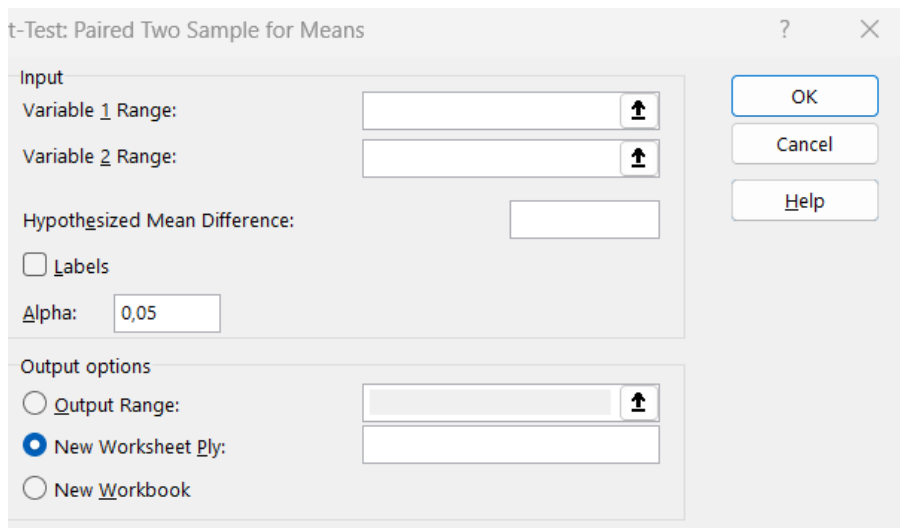 t-Test: Paired Two Sample for Means ?
Input
Variable 1 Range:
Variable 2 Range:
Hypothesized Mean Difference:
Labels
Alpha: 0,05
OK
Cancel
Help
Output options
Output Range:
New Worksheet Ply:
New Workbook